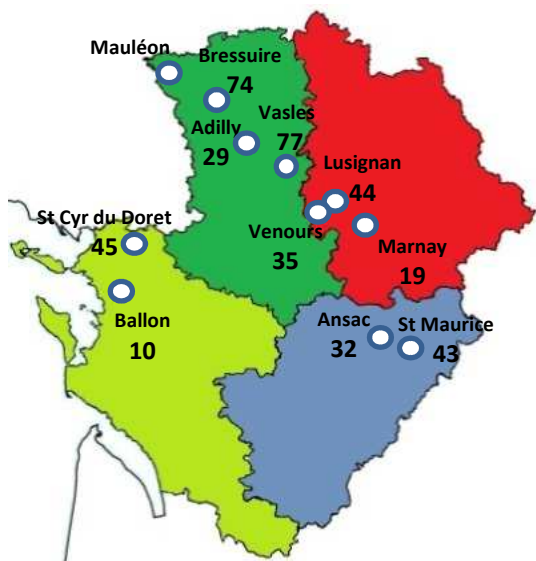 Mauléon
Bressuire
74
Vasles
77
Adilly
29
Lusignan
44
St Cyr du Doret
45
Venours
35
Marnay
19
Ballon
10
Ansac
32
St Maurice
43